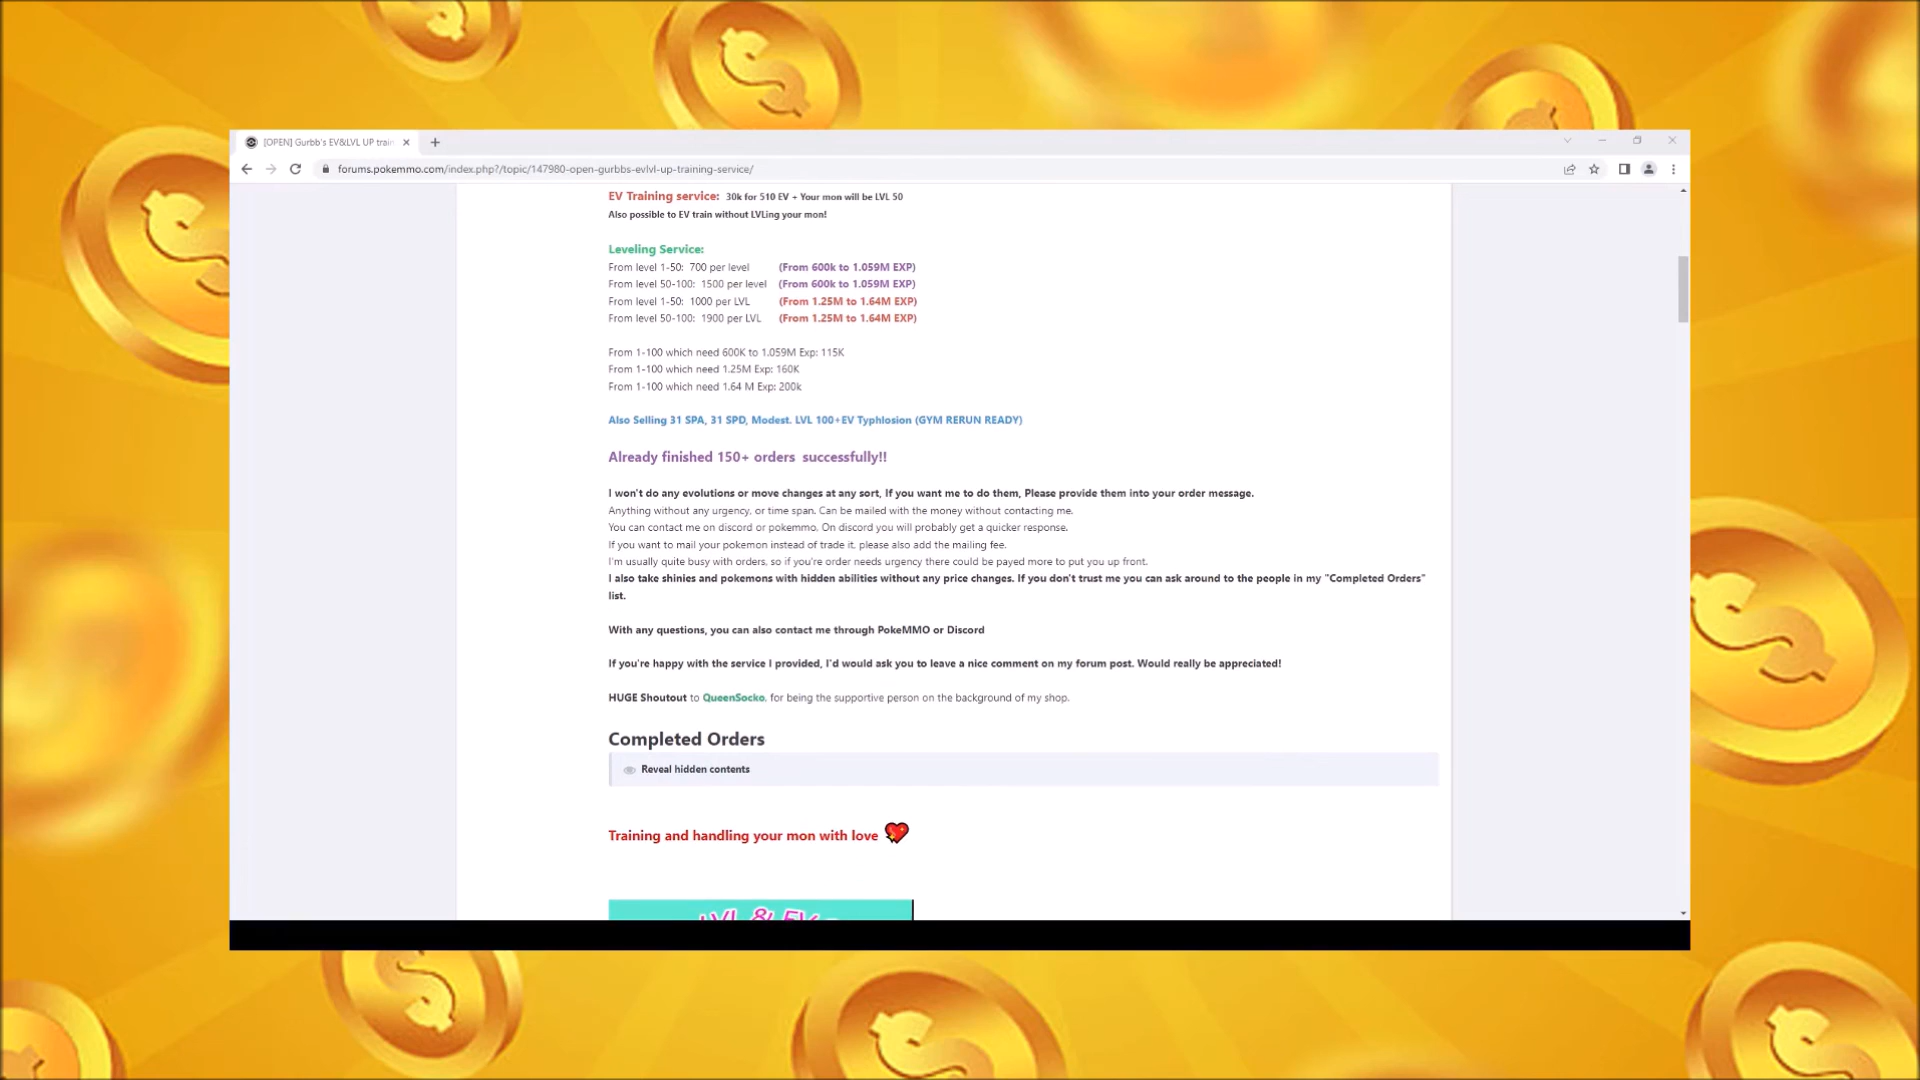 [OPEN] Gurbb's EV&LVL UP train
forums.pokemmo.com/index.php?/topic/147980-open-gurbbs-evlvl-up-training-service/
EV Training service: 30k for 510 EV + Your mon will be LVL 50
Also possible to EV train without LVLing your mon!
Leveling Service:
From level 1-50: 700 per level (From 600k to 1.059M EXP)
From level 50-100: 1500 per level (From 600k to 1.059M EXP)
From level 1-50: 1000 per LVL (From 1.25M to 1.64M EXP)
From level 50-100: 1900 per LVL (From 1.25M to 1.64M EXP)
From 1-100 which need 600K to 1.059M Exp: 115K
From 1-100 which need 1.25M Exp: 160K
From 1-100 which need 1.64 M Exp: 200k
Also Selling 31 SPA, 31 SPD, Modest. LVL 100+EV Typhlosion (GYM RERUN READY)
Already finished 150+ orders successfully!!
I won't do any evolutions or move changes at any sort, If you want me to do them, Please provide them into your order message.
Anything without any urgency, or time span. Can be mailed with the money without contacting me.
You can contact me on discord or pokemmo. On discord you will probably get a quicker response.
If you want to mail your pokemon instead of trade it, please also add the mailing fee.
I'm usually quite busy with orders, so if you're order needs urgency there could be payed more to put you up front.
I also take shinies and pokemons with hidden abilities without any price changes. If you don't trust me you can ask around to the people in my "Completed Orders"
list.
With any questions, you can also contact me through PokeMMO or Discord
If you're happy with the service I provided, I'd would ask you to leave a nice comment on my forum post. Would really be appreciated!
HUGE Shoutout to QueenSocko, for being the supportive person on the background of my shop.
Completed Orders
Reveal hidden contents
Training and handling your mon with love
LVL & EV